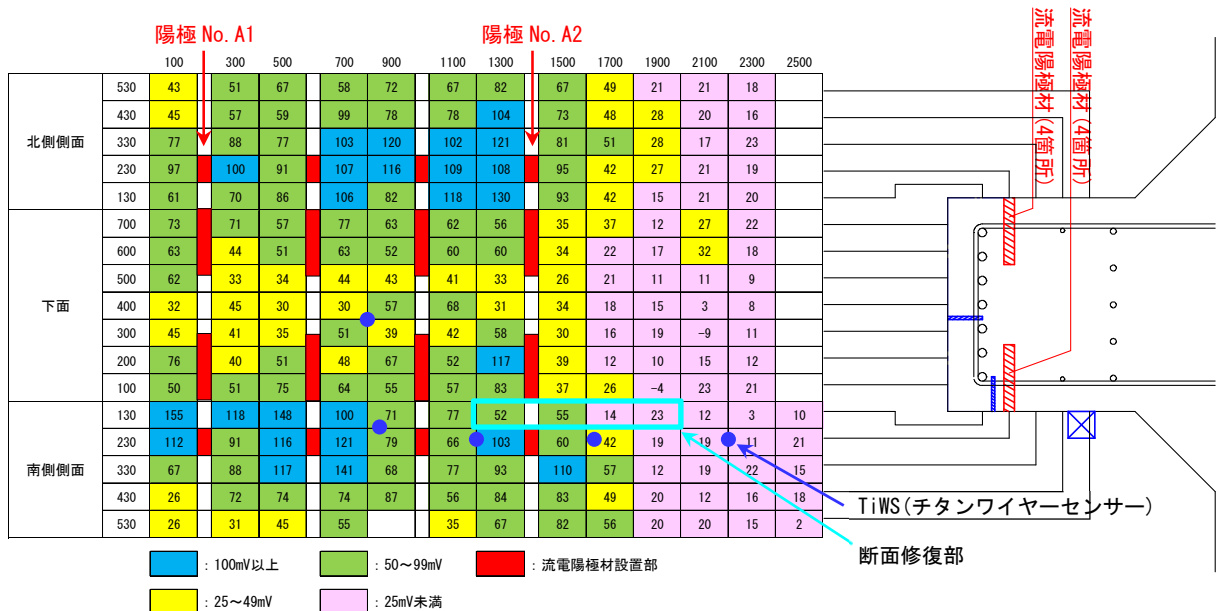 陽極 No. A1 陽極 No. A2
100 300 500 700 900 1100 1300 1500 1700 1900 2100 2300 2500
北側側面
530 43 51 67 58 72 67 82 67 49 21 21 18
430 45 57 59 99 78 78 104 73 48 28 20 16
330 77 88 77 103 120 102 121 81 51 28 17 23
230 97 100 91 107 116 109 108 95 42 27 21 19
130 61 70 86 106 82 118 130 93 42 15 21 20
下面
700 73 71 57 77 63 62 56 35 37 12 27 22
600 63 44 51 63 52 60 60 34 22 17 32 18
500 62 33 34 44 43 41 33 26 21 11 11 9
400 32 45 30 30 57 68 31 34 18 15 3 8
300 45 41 35 51 39 42 58 30 16 19 -9 11
200 76 40 51 48 67 52 117 39 12 10 15 12
100 50 51 75 64 55 57 83 37 26 -4 23 21
南側側面
130 155 118 148 100 71 77 52 55 14 23 12 3 10
230 112 91 116 121 79 66 103 60 42 19 19 11 21
330 67 88 117 141 68 77 93 110 57 12 19 22 15
430 26 72 74 74 87 56 84 83 49 20 12 16 18
530 26 31 45 55 35 67 82 56 20 20 15 2
流電陽極材(4箇所)
流電陽極材(4箇所)
TiWS(チタンワイヤーセンサー)
断面修復部
：100mV以上 ：50～99mV ：流電陽極材設置部
：25～49mV ：25mV未満